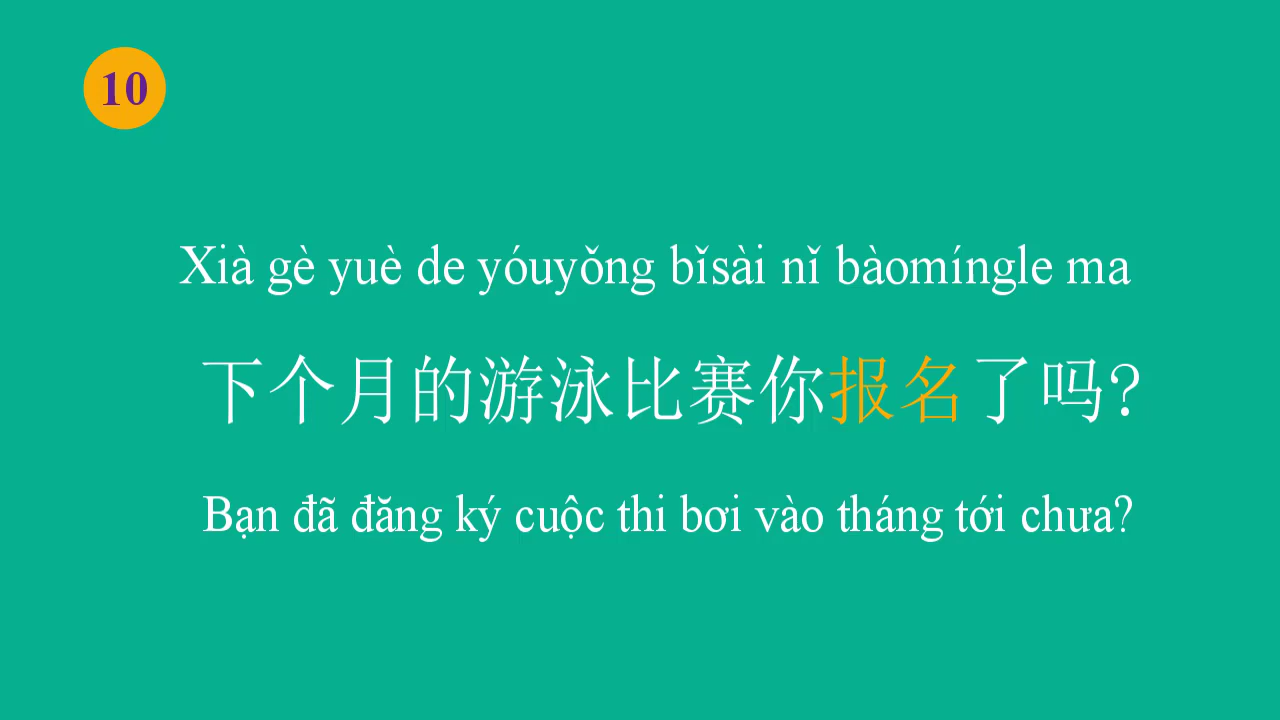 10
Xià gè yuè de yóuyǒng bǐsài nǐ bàomíngle ma
下个月的游泳比赛你报名了吗?
Bạn đã đăng ký cuộc thi bơi vào tháng tới chưa?